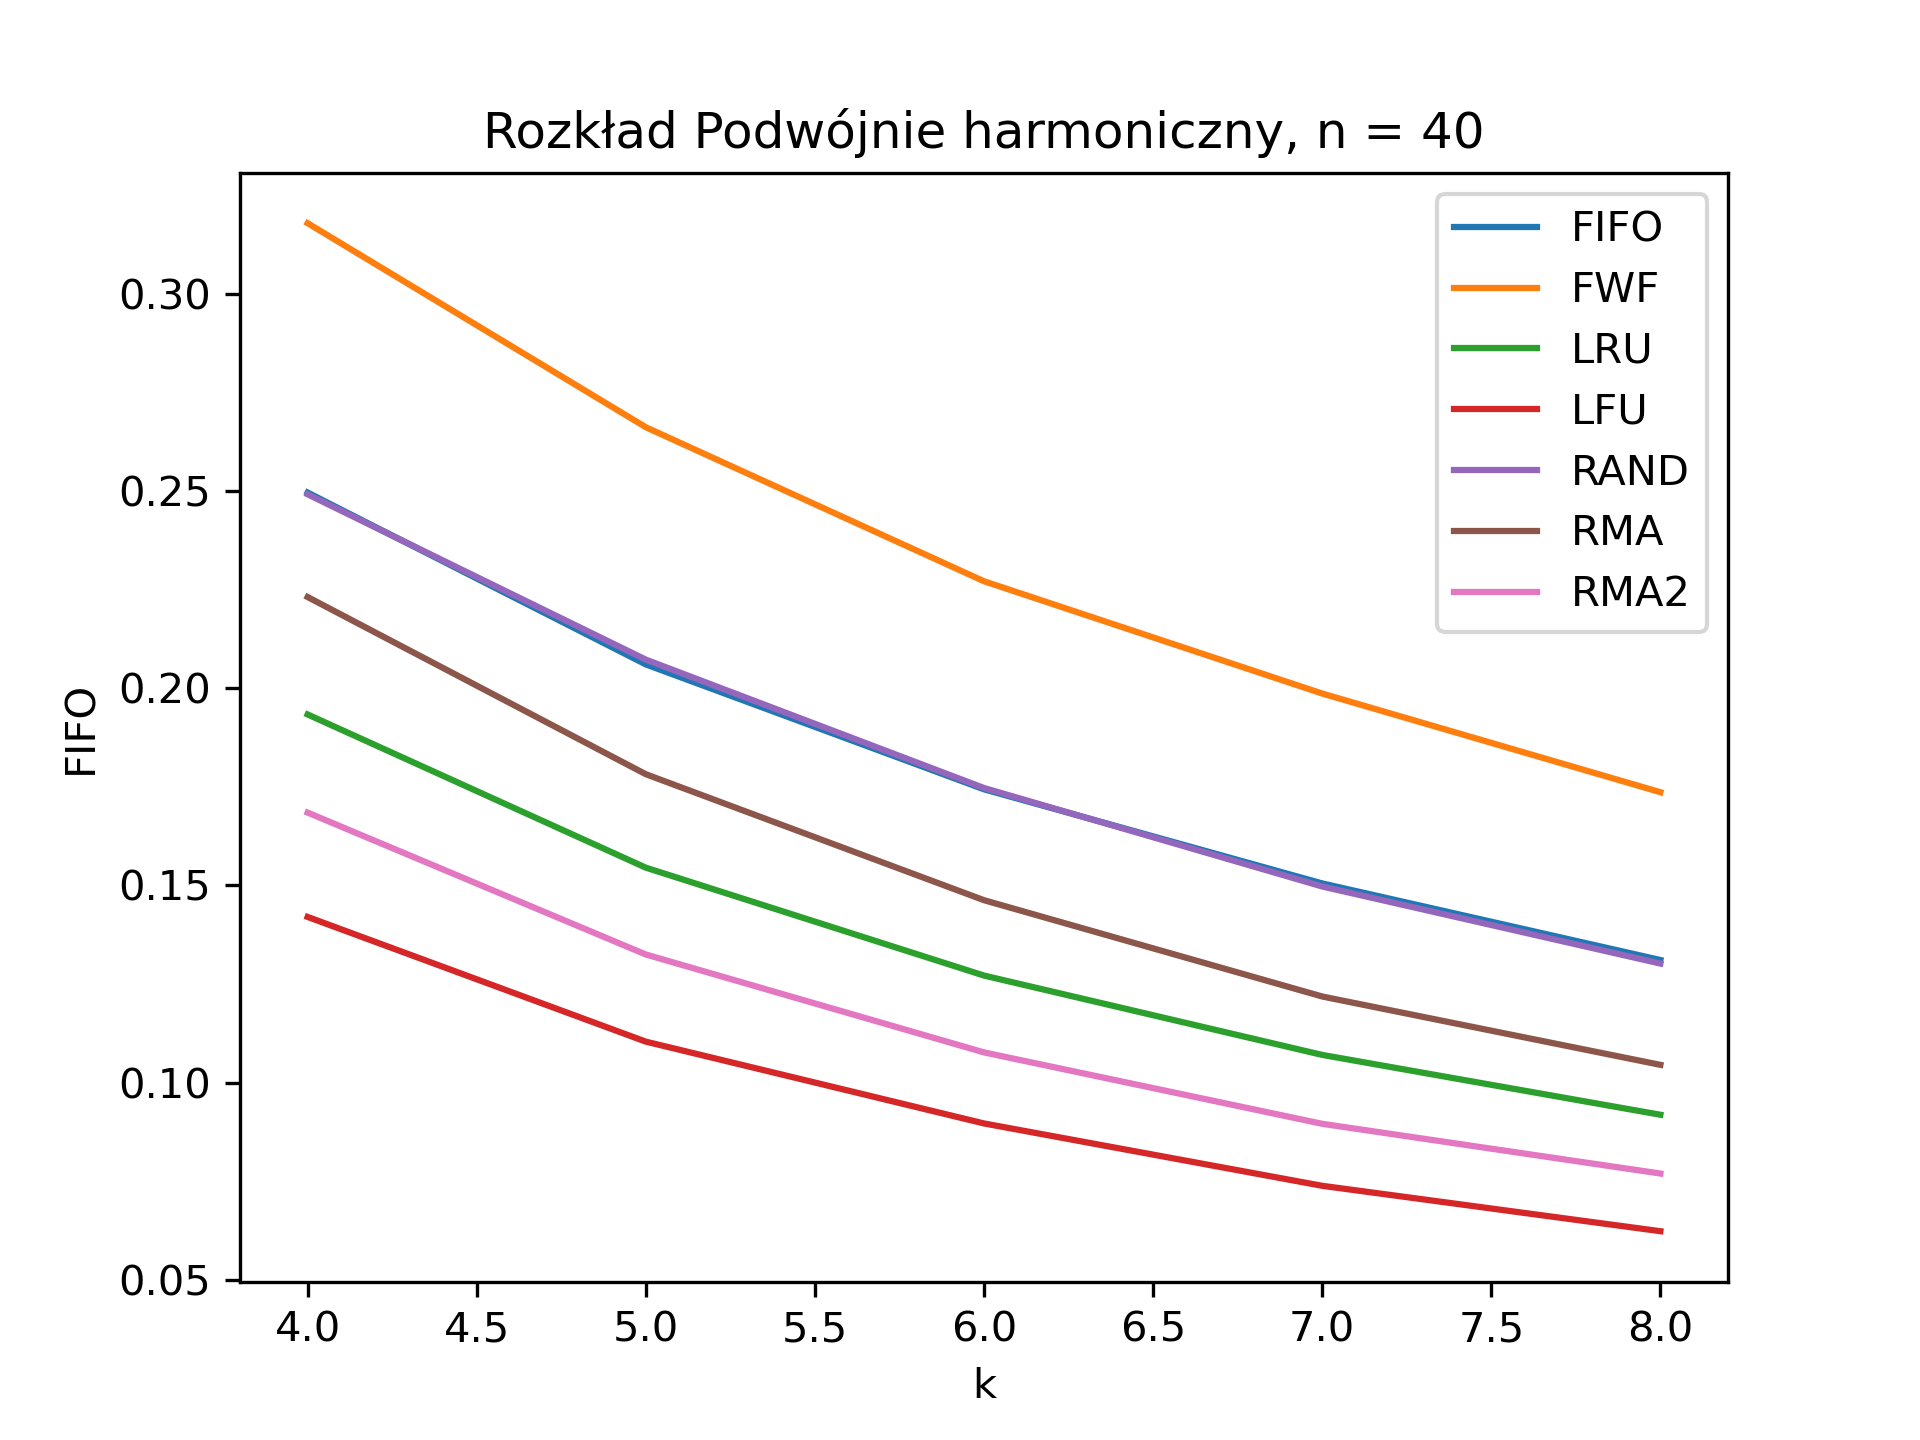 Rozkład Podwójnie harmoniczny, n = 40
FIFO
FWF
LRU
LFU
RAND
RMA
RMA2
0.30
0.25
0.20
0.15
0.10
0.05
FIFO
4.0 4.5 5.0 5.5 6.0 6.5 7.0 7.5 8.0
k